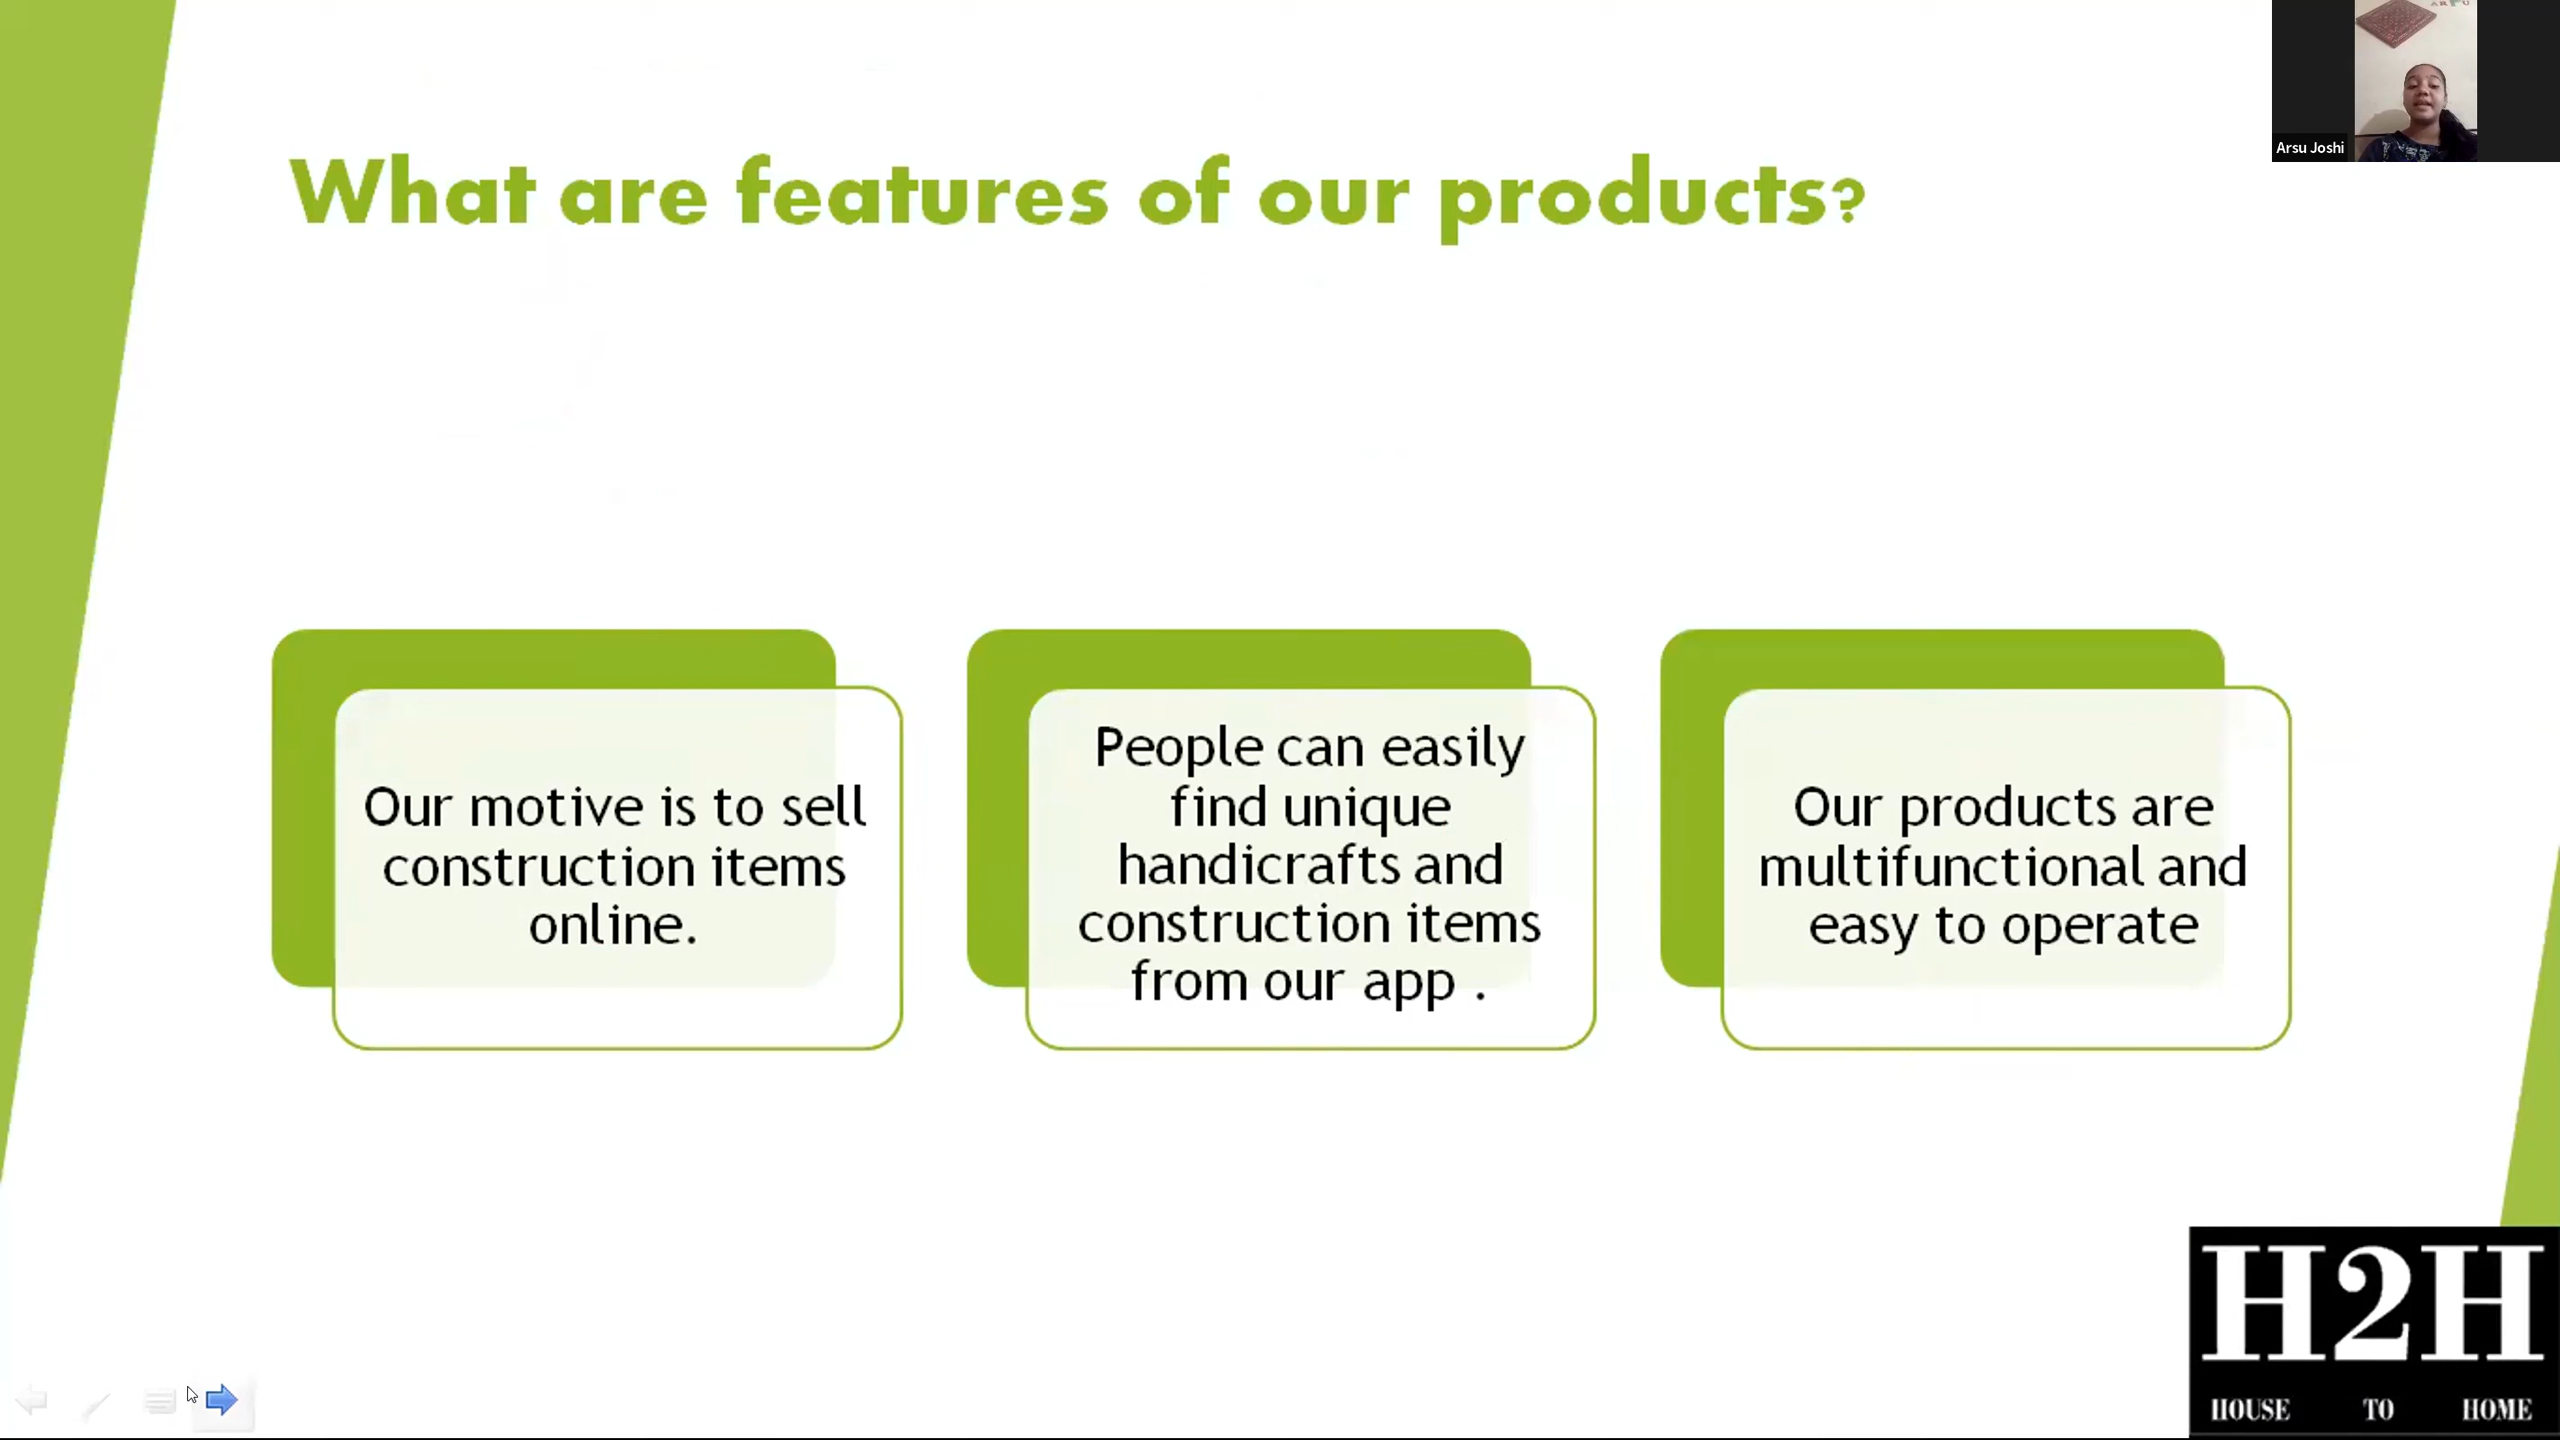 What are features of our products?
Arsu Joshi
Our motive is to sell
construction items
online.
People can easily
find unique
handicrafts and
construction items
from our app .
Our products are
multifunctional and
easy to operate
H2H
HOUSE TO HOME